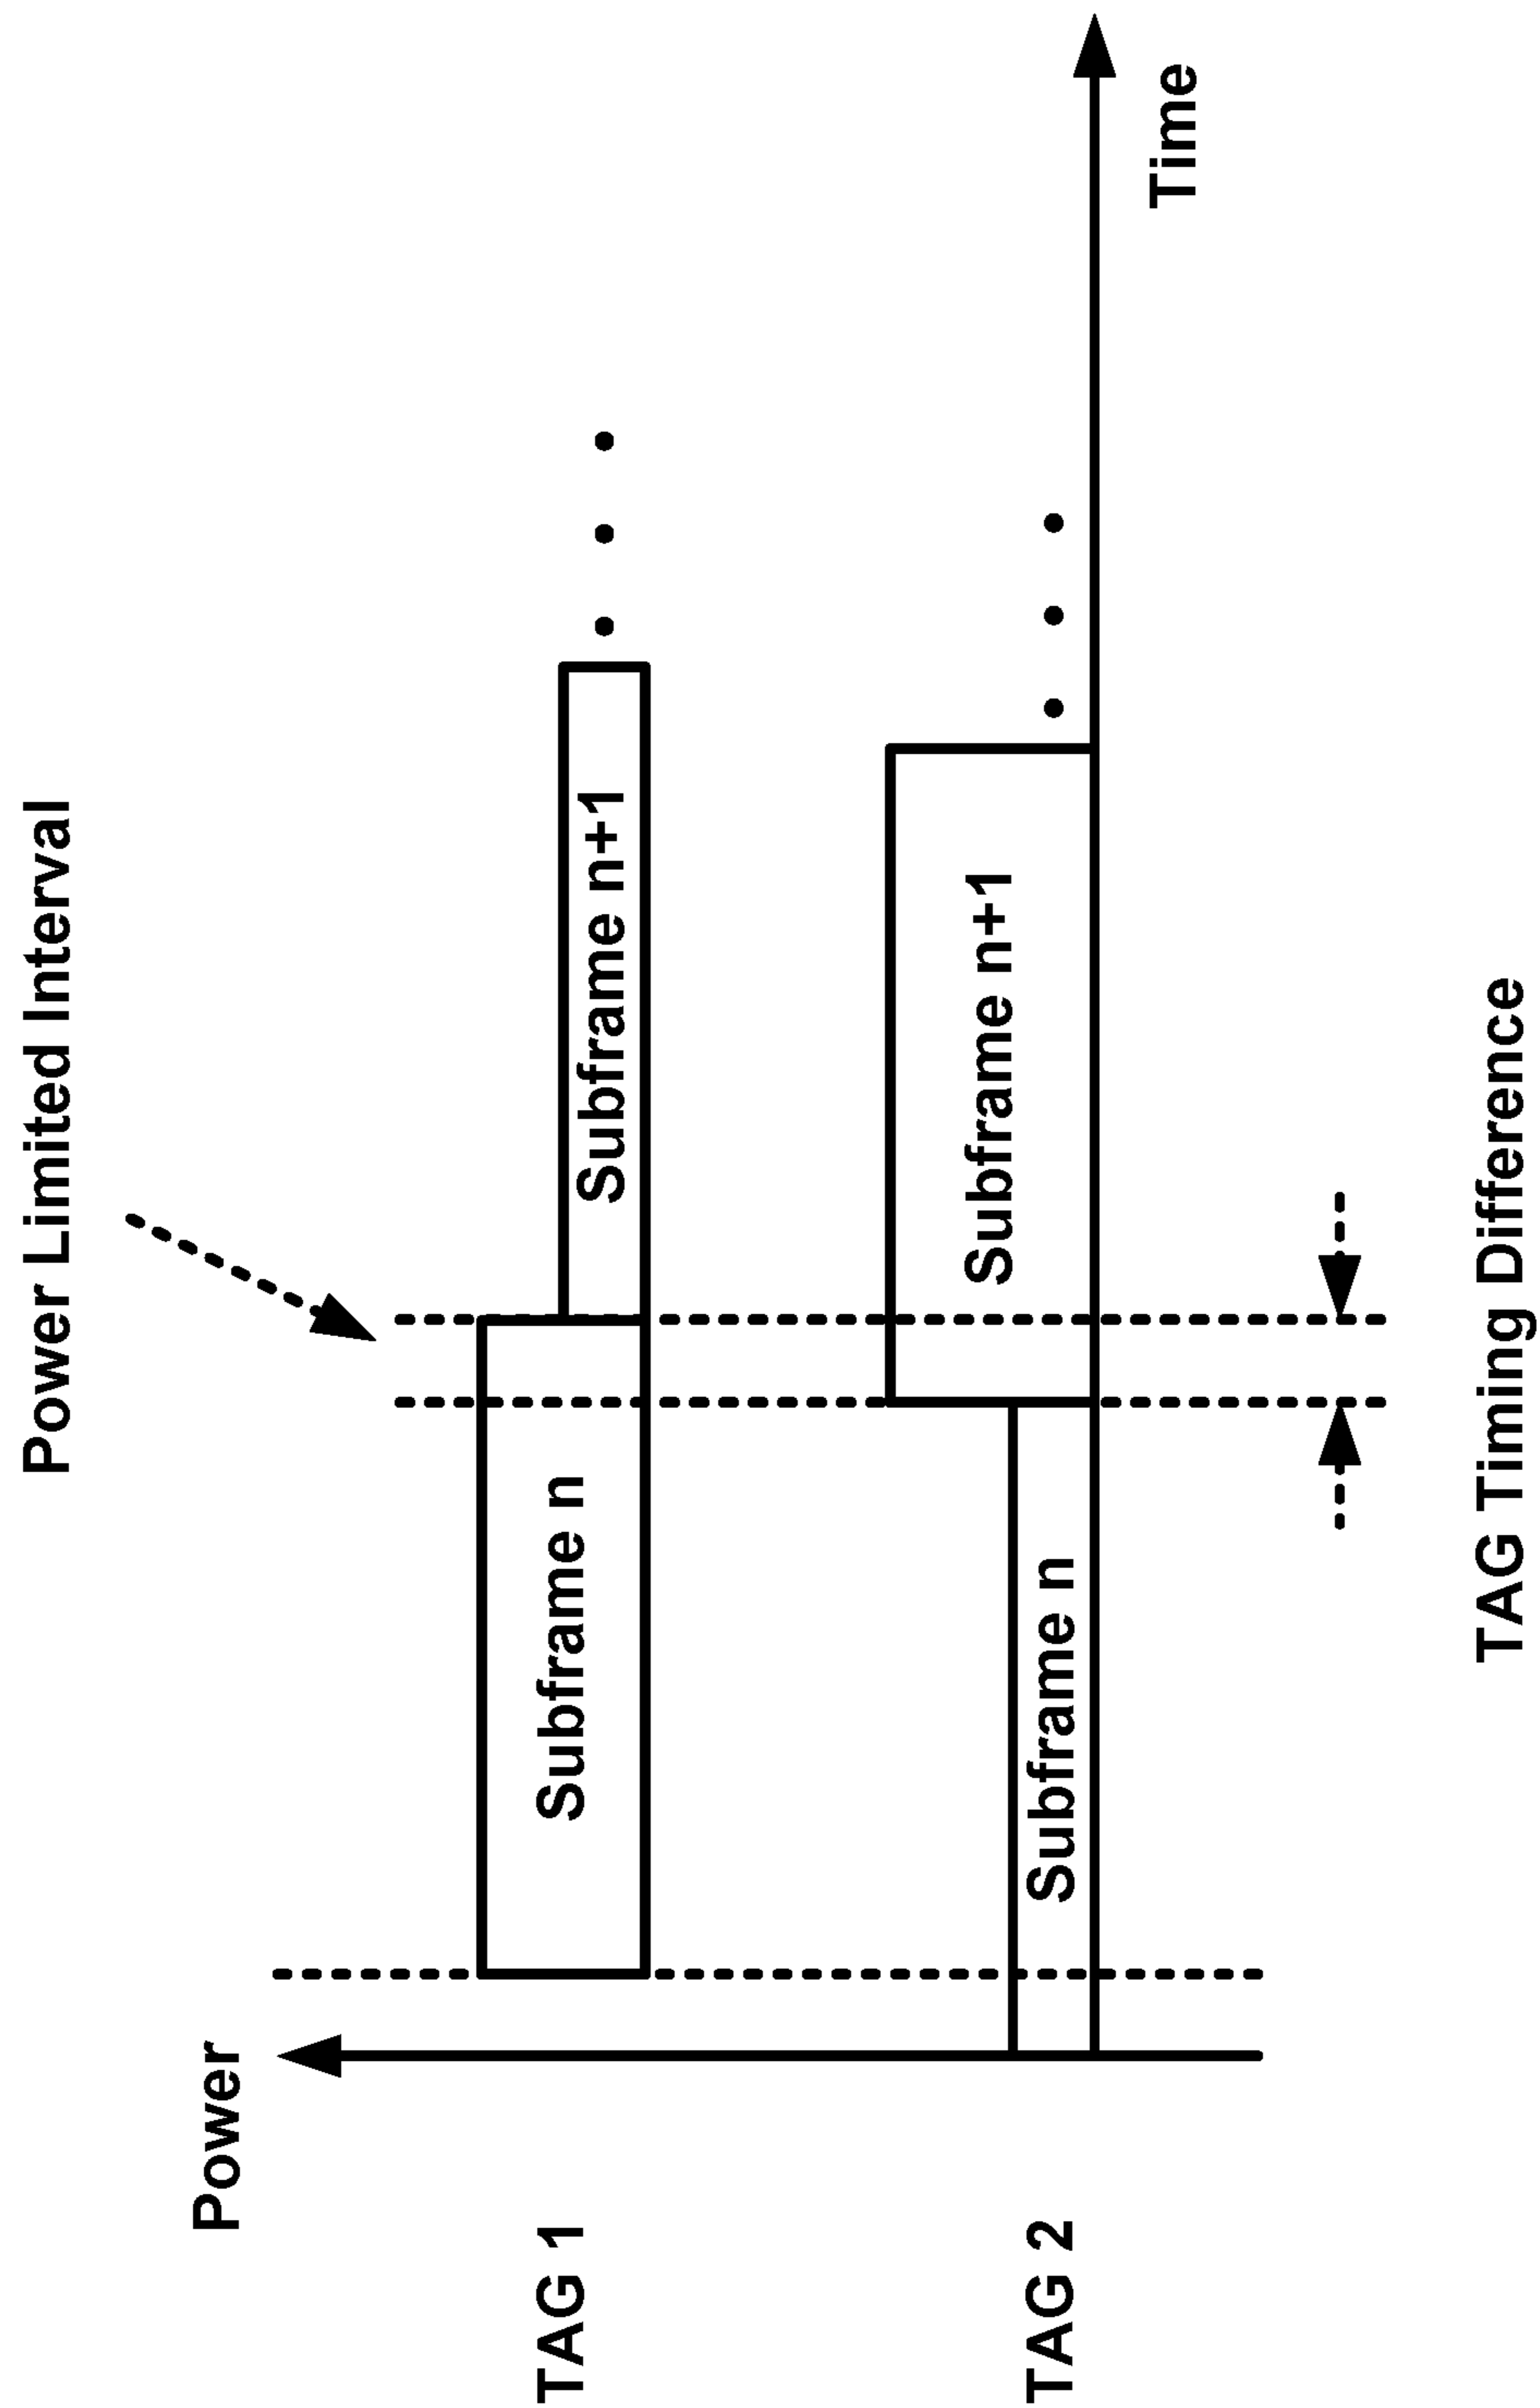 Power Limited Interval
Power
TAG 1
Subframe n
Subframe n+1
TAG 2
Subframe n
Subframe n+1
Time
TAG Timing Difference